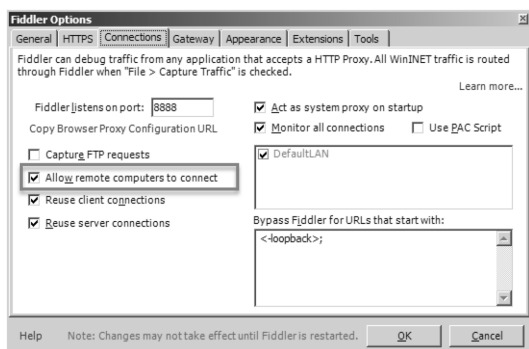 Fiddler Options
General HTTPS Connections Gateway Appearance Extensions Tools
Fiddler can debug traffic from any application that accepts a HTTP Proxy. All WinINET traffic is routed
through Fiddler when "File > Capture Traffic" is checked.
Learn more...
Fiddler listens on port: 8888
Copy Browser Proxy Configuration URL
Capture FTP requests
Allow remote computers to connect
Reuse client connections
Reuse server connections
Act as system proxy on startup
Monitor all connections Use PAC Script
DefaultLAN
Bypass Fiddler for URLs that start with:
<-loopback>;
Help Note: Changes may not take effect until Fiddler is restarted. OK Cancel